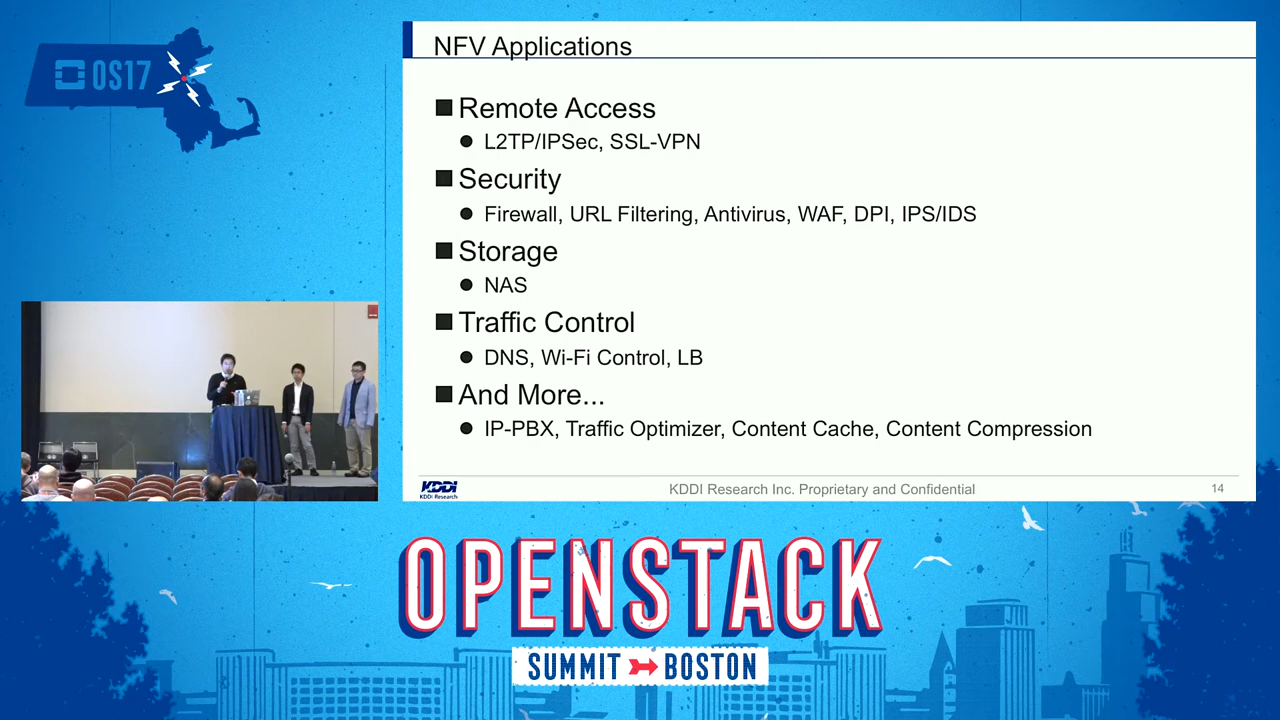 OS17
NFV Applications
Remote Access
L2TP/IPSec, SSL-VPN
Security
Firewall, URL Filtering, Antivirus, WAF, DPI, IPS/IDS
Storage
NAS
Traffic Control
DNS, Wi-Fi Control, LB
And More...
IP-PBX, Traffic Optimizer, Content Cache, Content Compression
KDDI
KDDI Research
KDDI Research Inc. Proprietary and Confidential
14
OPENSTACK
SUMMIT BOSTON